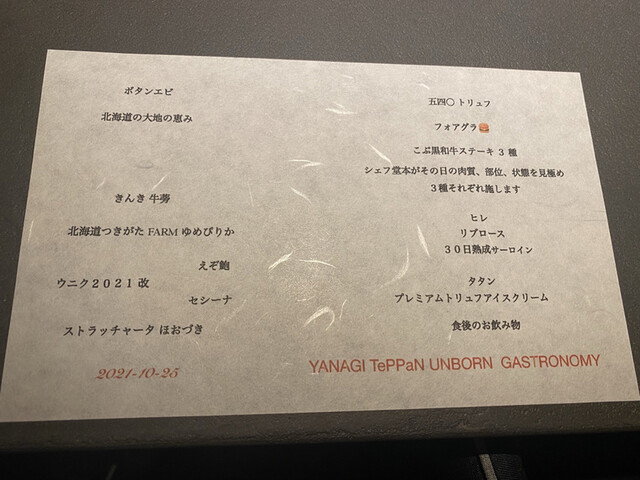 ボタンエビ
北海道の大地の恵み
きんき 牛蒡
北海道つきがた FARM ゆめぴりか
えぞ鮑
ウニク2021 改
セシーナ
ストラッチャータ ほおづき
2021-10-25
五四〇 トリュフ
フォアグラ🍔
こぶ黒和牛ステーキ 3 種
シェフ堂本がその日の肉質、部位、状態を見極め
3種それぞれ施します
ヒレ
リブロース
30日熟成サーロイン
タタン
プレミアムトリュフアイスクリーム
食後のお飲み物
YANAGI TePPaN UNBORN GASTRONOMY